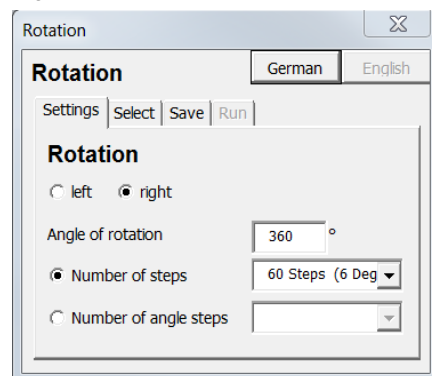 Rotation
Rotation German English
Settings Select Save Run
Rotation
left right
Angle of rotation 360 °
Number of steps 60 Steps (6 Deg
Number of angle steps